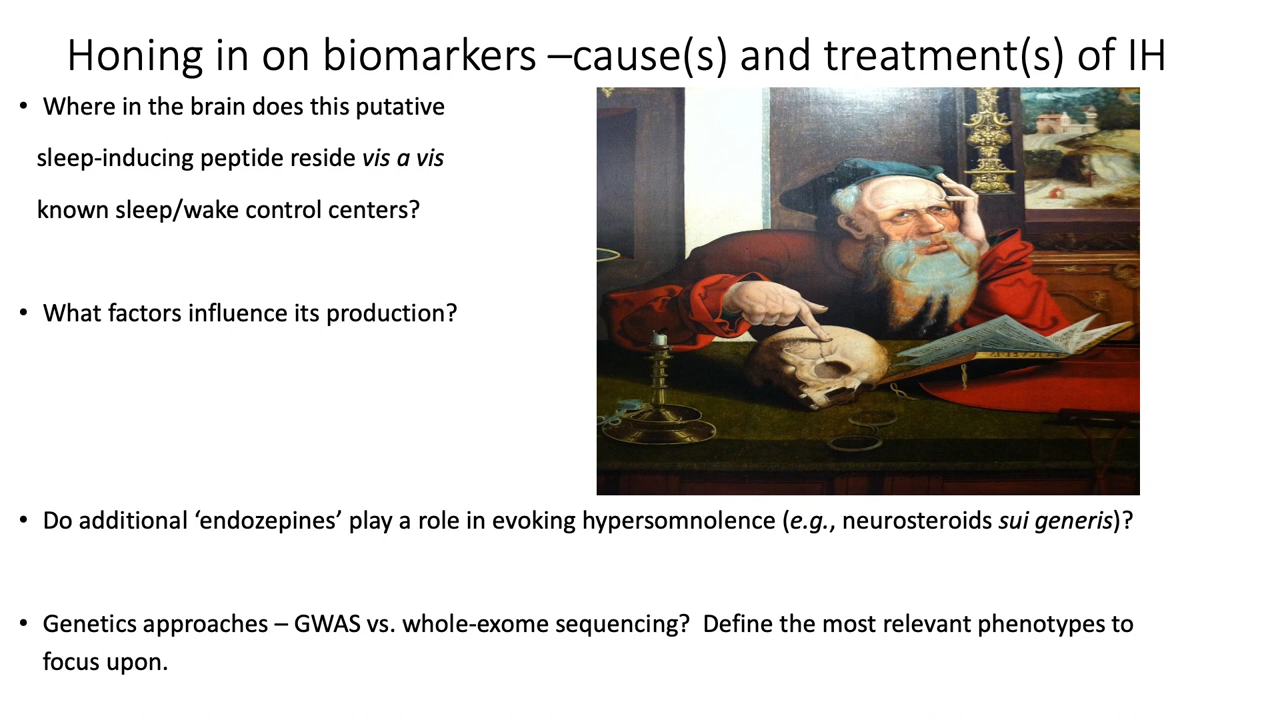 Honing in on biomarkers –cause(s) and treatment(s) of IH
• Where in the brain does this putative
sleep-inducing peptide reside vis a vis
known sleep/wake control centers?
• What factors influence its production?
• Do additional ‘endozepines’ play a role in evoking hypersomnolence (e.g., neurosteroids sui generis)?
• Genetics approaches – GWAS vs. whole-exome sequencing?  Define the most relevant phenotypes to
focus upon.